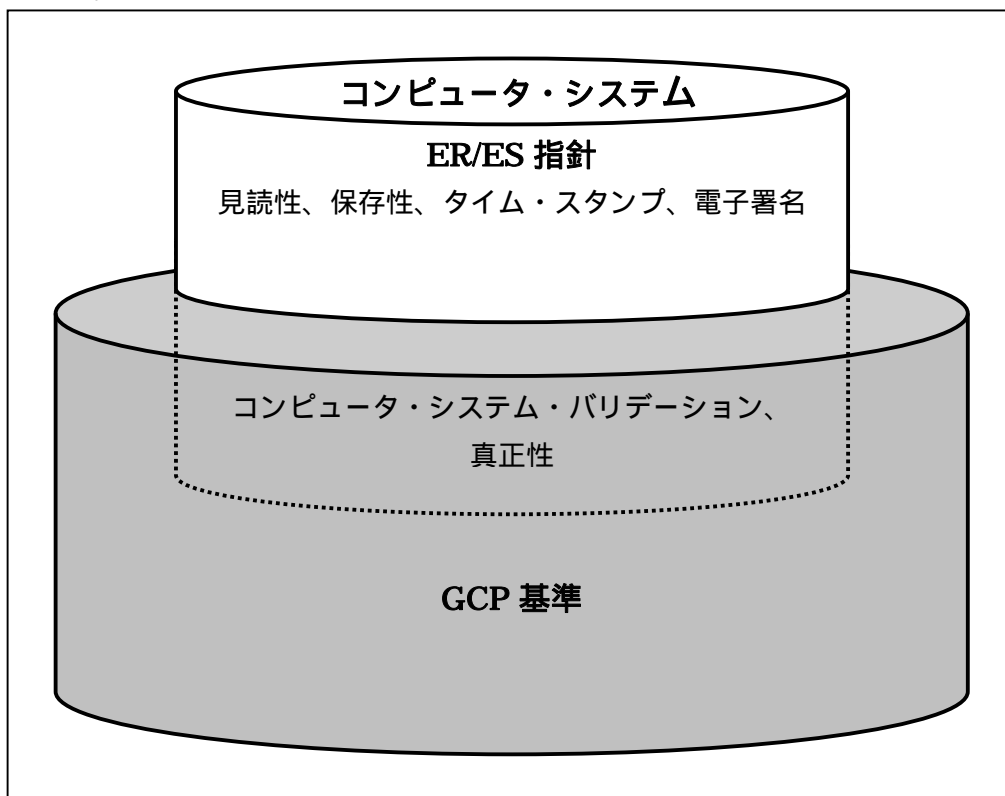 コンピュータ・システム
ER/ES 指針
見読性、保存性、タイム・スタンプ、電子署名
コンピュータ・システム・バリデーション、
真正性
GCP 基準